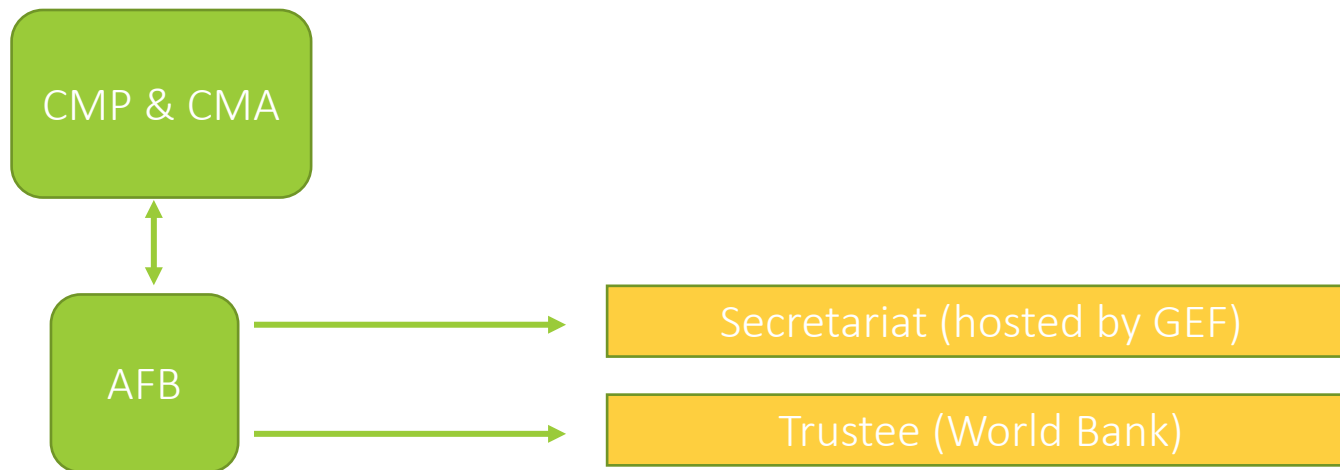 CMP & CMA
Secretariat (hosted by GEF)
AFB
Trustee (World Bank)